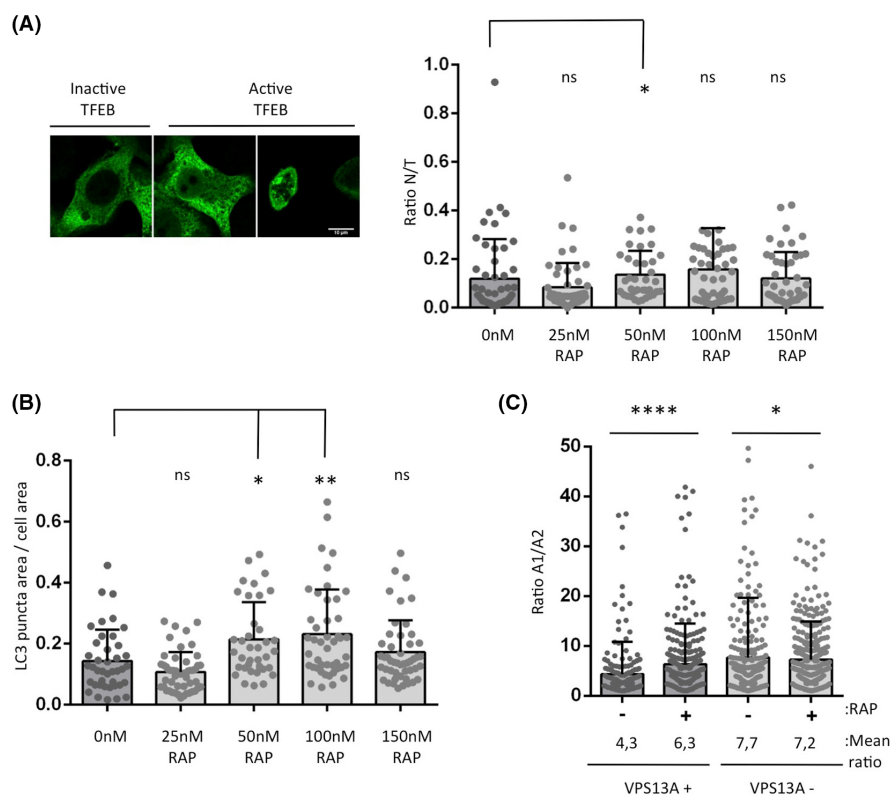 (A)
Inactive
TFEB
Active
TFEB
10 µm
Ratio N/T
1.0
0.8
0.6
0.4
0.2
0.0
ns
*
ns
ns
0nM
25nM
RAP
50nM
RAP
100nM
RAP
150nM
RAP
(B)
LC3 puncta area / cell area
0.8
0.6
0.4
0.2
0.0
ns
*
**
ns
0nM
25nM
RAP
50nM
RAP
100nM
RAP
150nM
RAP
(C)
****
*
Ratio A1/A2
50
40
30
20
10
0
- + - + :RAP
4,3 6,3 7,7 7,2 :Mean
ratio
VPS13A + VPS13A -